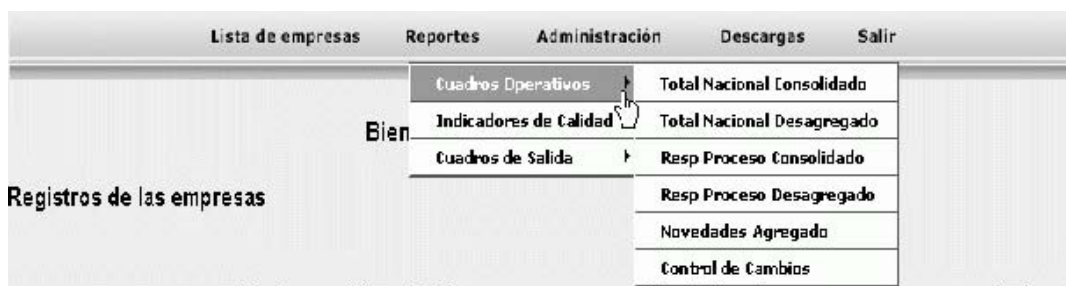 Lista de empresas Reportes Administración Descargas Salir
Cuadros Operativos Total Nacional Consolidado
Bien
Indicadores de Calidad Total Nacional Desagregado
Cuadros de Salida Resp Proceso Consolidado
Registros de las empresas
Resp Proceso Desagregado
Novedades Agregado
Control de Cambios